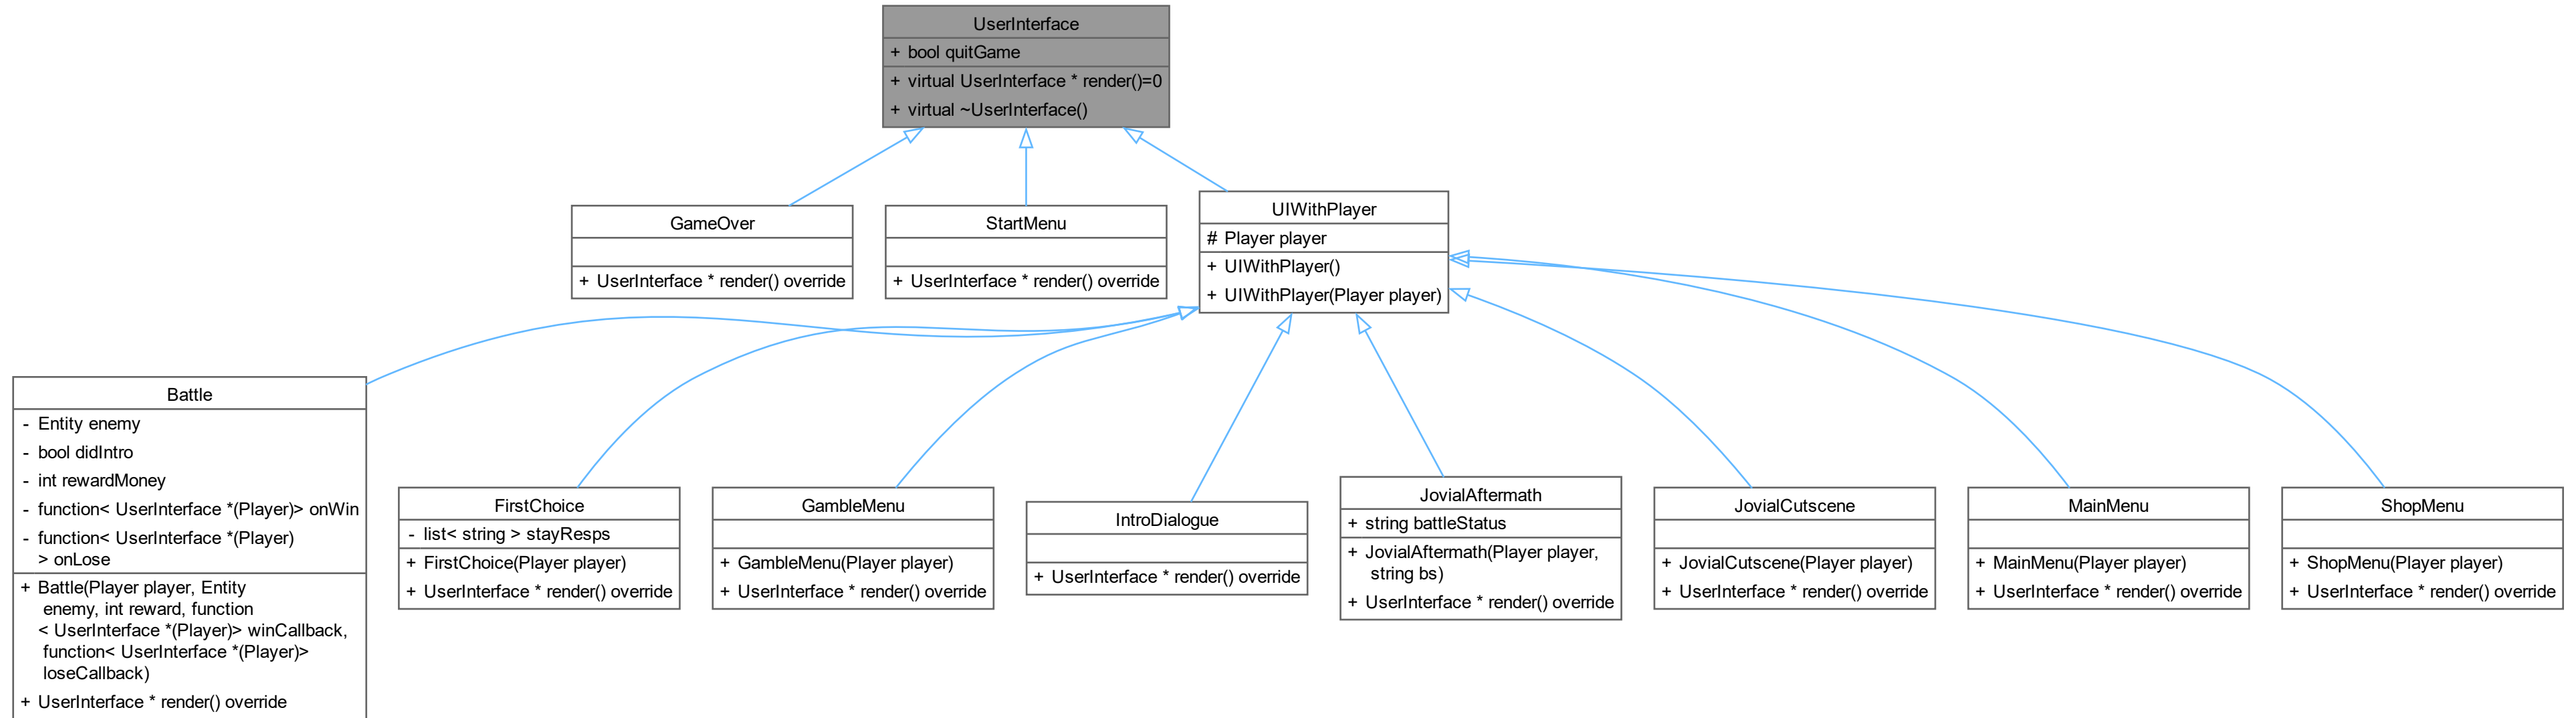 UserInterface
+ bool quitGame
+ virtual UserInterface * render()=0
+ virtual ~UserInterface()
GameOver
+ UserInterface * render() override
StartMenu
+ UserInterface * render() override
UIWithPlayer
# Player player
+ UIWithPlayer()
+ UIWithPlayer(Player player)
Battle
- Entity enemy
- bool didIntro
- int rewardMoney
- function< UserInterface *(Player)> onWin
- function< UserInterface *(Player)
> onLose
+ Battle(Player player, Entity
enemy, int reward, function
< UserInterface *(Player)> winCallback,
function< UserInterface *(Player)>
loseCallback)
+ UserInterface * render() override
FirstChoice
- list< string > stayResps
+ FirstChoice(Player player)
+ UserInterface * render() override
GambleMenu
+ GambleMenu(Player player)
+ UserInterface * render() override
IntroDialogue
+ UserInterface * render() override
JovialAftermath
+ string battleStatus
+ JovialAftermath(Player player,
string bs)
+ UserInterface * render() override
JovialCutscene
+ JovialCutscene(Player player)
+ UserInterface * render() override
MainMenu
+ MainMenu(Player player)
+ UserInterface * render() override
ShopMenu
+ ShopMenu(Player player)
+ UserInterface * render() override